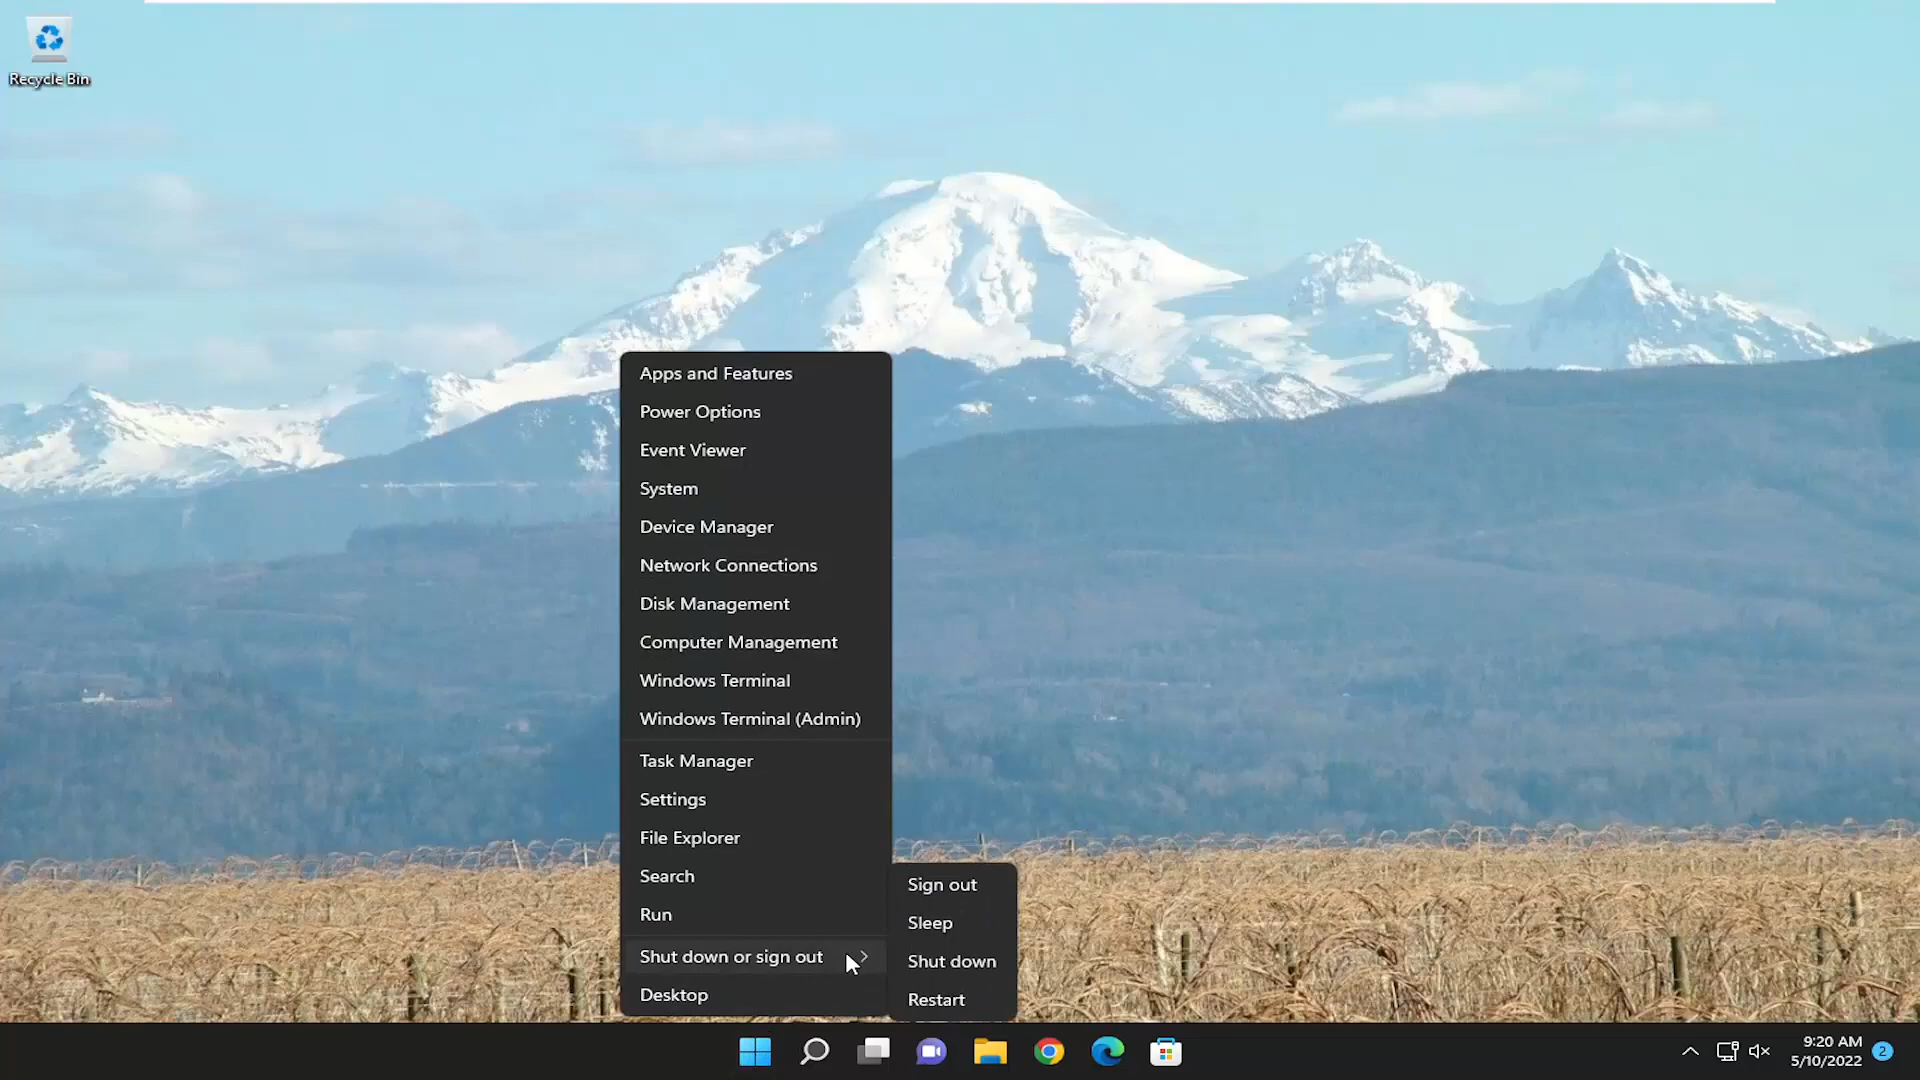 Recycle Bin
Apps and Features
Power Options
Event Viewer
System
Device Manager
Network Connections
Disk Management
Computer Management
Windows Terminal
Windows Terminal (Admin)
Task Manager
Settings
File Explorer
Search
Run
Shut down or sign out
Desktop
Sign out
Sleep
Shut down
Restart
9:20 AM
5/10/2022
2